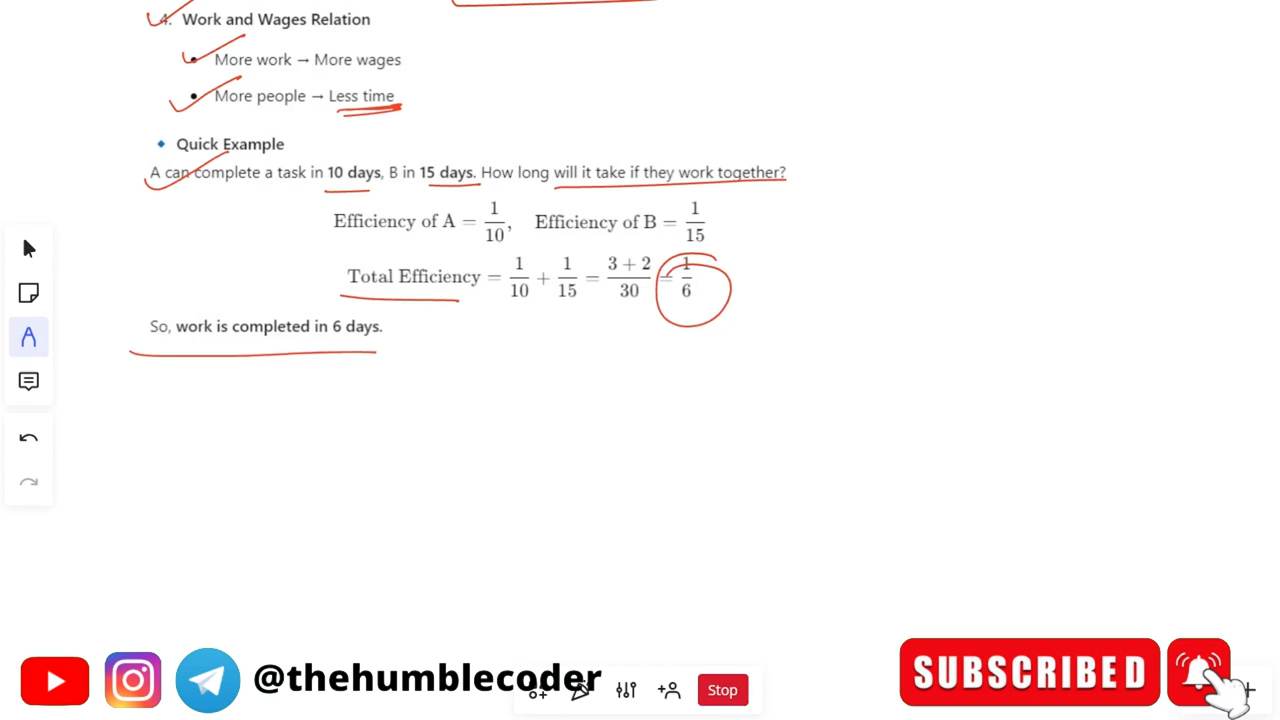 4. Work and Wages Relation
• More work → More wages
• More people → Less time
Quick Example
A can complete a task in 10 days, B in 15 days. How long will it take if they work together?
Efficiency of A = 1/10, Efficiency of B = 1/15
Total Efficiency = 1/10 + 1/15 = 3 + 2/30 = 1/6
So, work is completed in 6 days.
@thehumblecoder
Stop
SUBSCRIBED